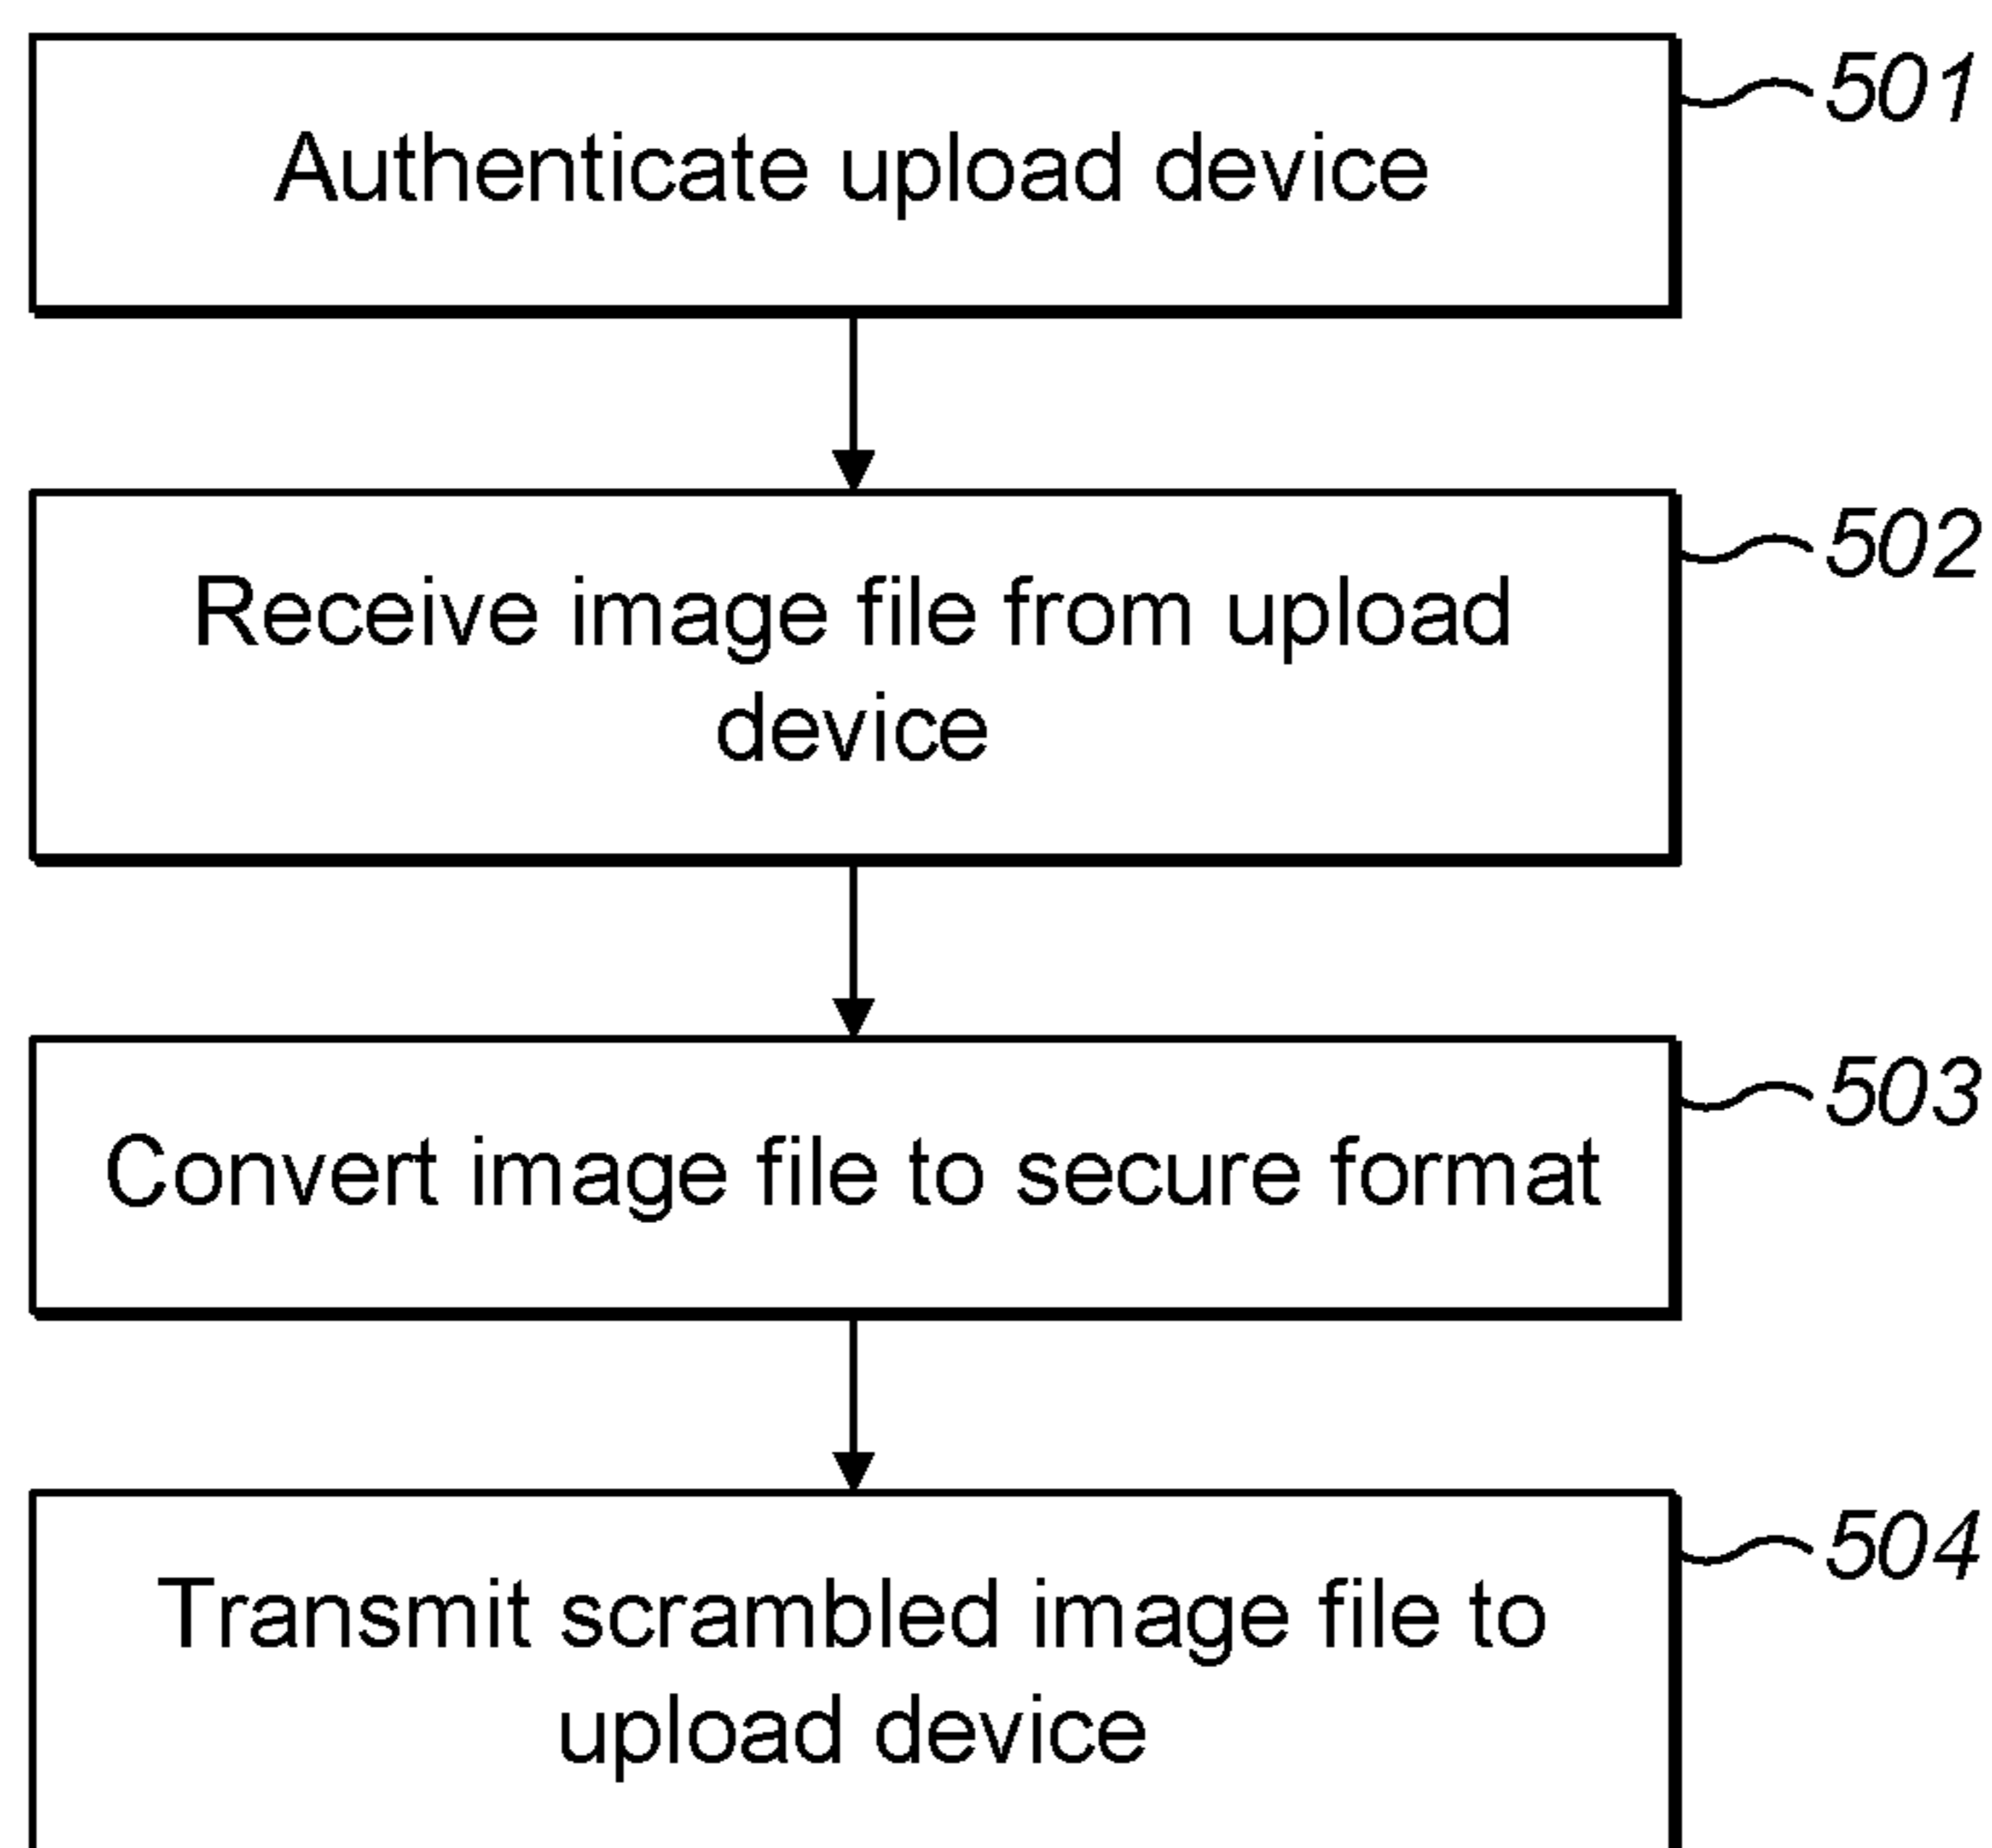 501
Authenticate upload device
502
Receive image file from upload
device
503
Convert image file to secure format
504
Transmit scrambled image file to
upload device